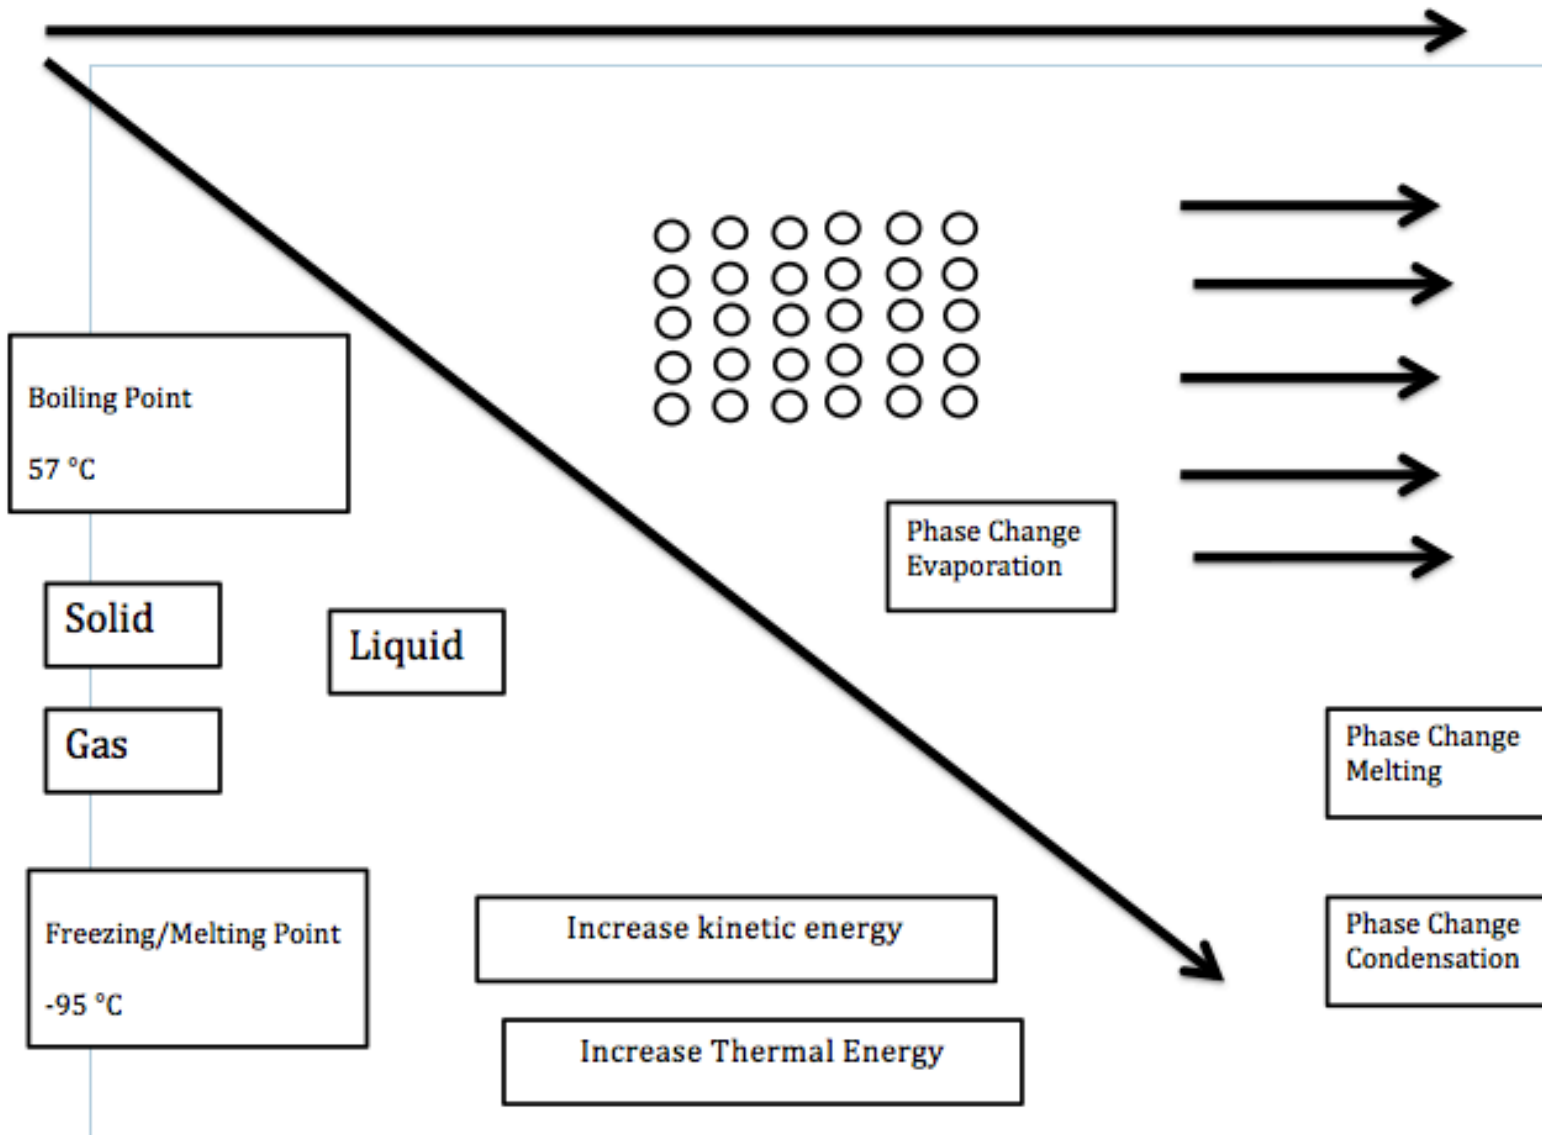 Boiling Point
57 °C
Phase Change
Evaporation
Solid
Liquid
Gas
Phase Change
Melting
Freezing/Melting Point
-95 °C
Increase kinetic energy
Phase Change
Condensation
Increase Thermal Energy